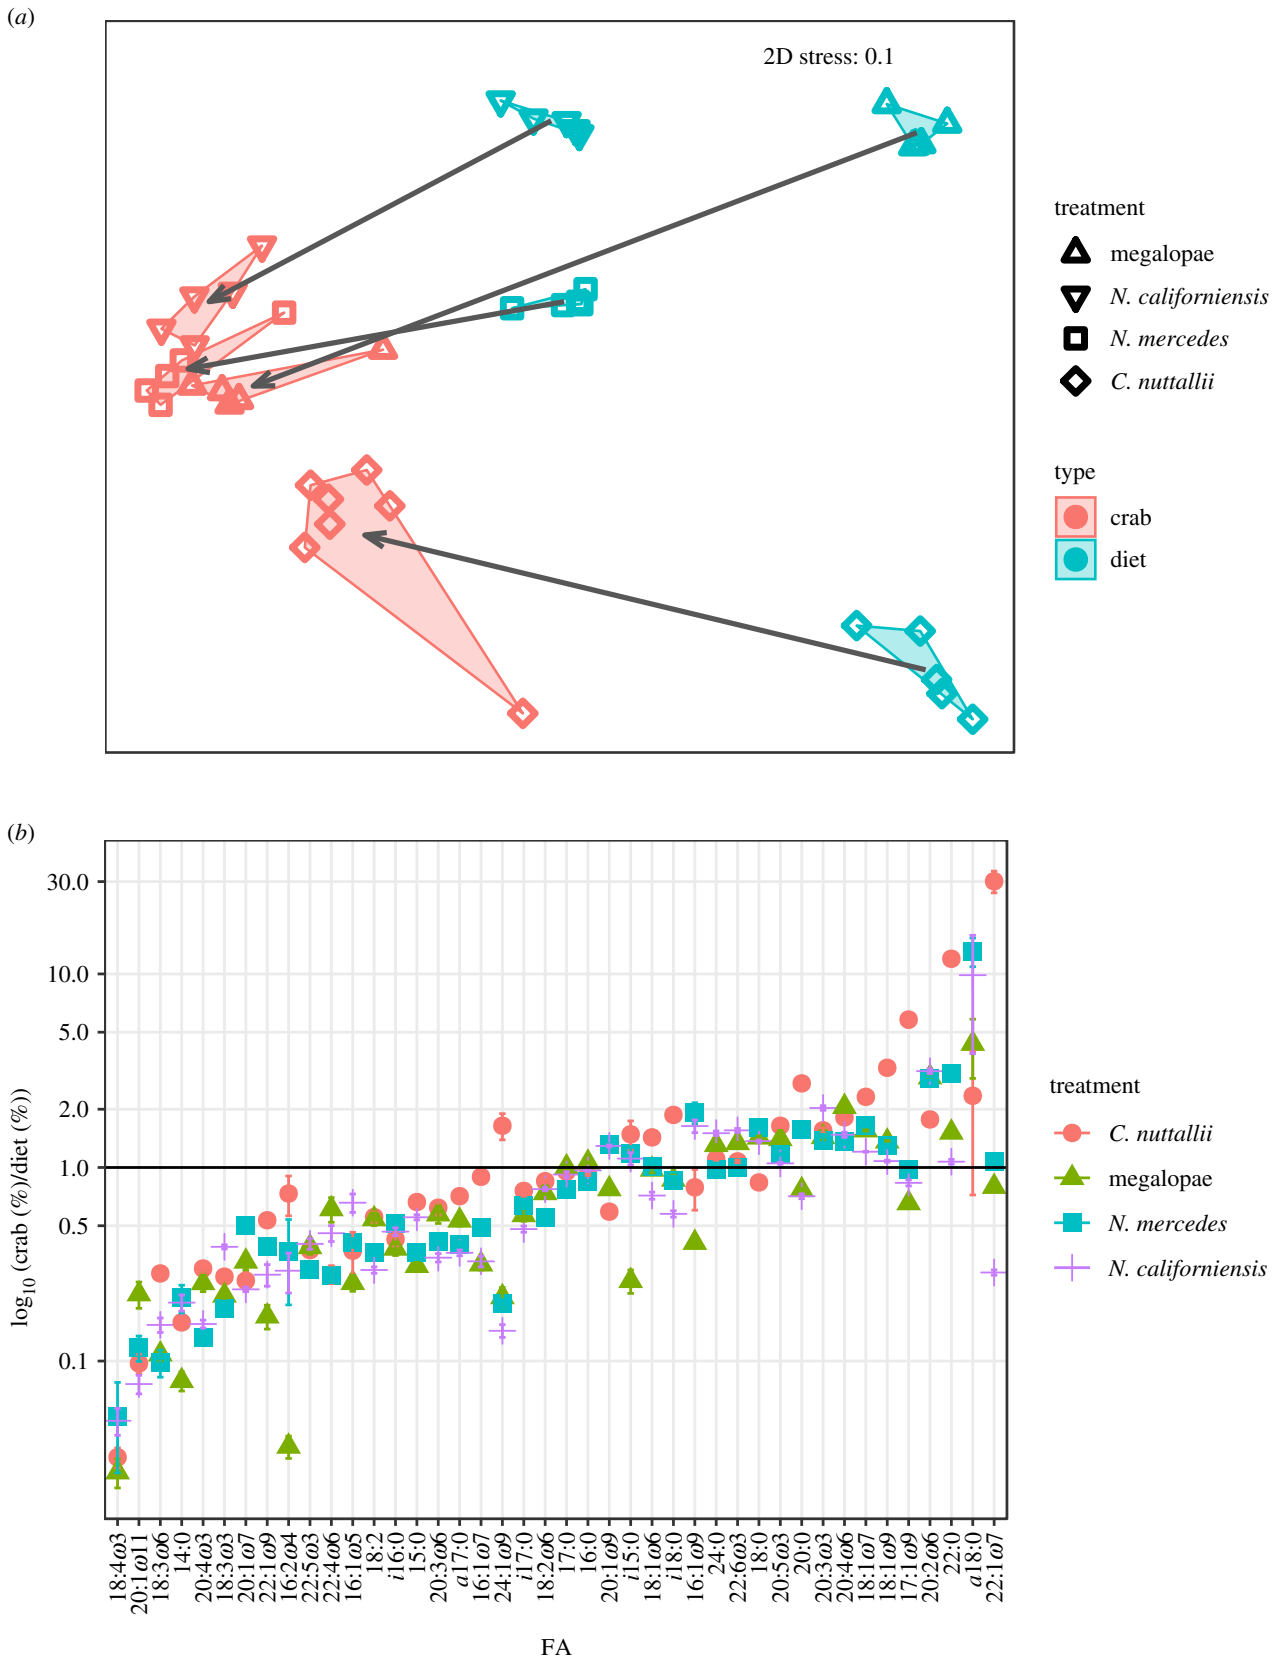 (a)
2D stress: 0.1
treatment
megalopae
N. californiensis
N. mercedes
C. nuttallii
type
crab
diet
(b)
30.0
10.0
5.0
2.0
1.0
0.5
0.1
log10 (crab (%)/diet (%))
18:4ω3
20:1ω11
18:3ω6
14:0
20:4ω3
18:3ω3
20:1ω7
22:1ω9
16:2ω4
22:5ω3
22:4ω6
16:1ω5
18:2
i16:0
15:0
20:3ω6
a17:0
16:1ω7
24:1ω9
i17:0
18:2ω6
17:0
16:0
20:1ω9
i15:0
18:1ω6
i18:0
16:1ω9
24:0
22:6ω3
18:0
20:5ω3
20:0
20:3ω3
20:4ω6
18:1ω7
18:1ω9
17:1ω9
20:2ω6
22:0
a18:0
22:1ω7
FA
treatment
C. nuttallii
megalopae
N. mercedes
N. californiensis